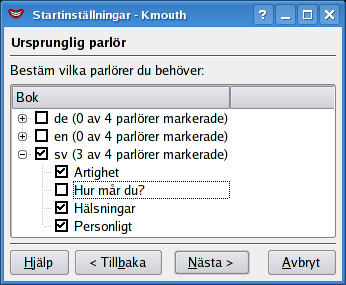 Startinställningar - Kmouth
Ursprunglig parlör
Bestäm vilka parlörer du behöver:
Bok
de (0 av 4 parlörer markerade)
en (0 av 4 parlörer markerade)
sv (3 av 4 parlörer markerade)
Artighet
Hur mår du?
Hälsningar
Personligt
Hjälp < Tillbaka Nästa > Avbryt